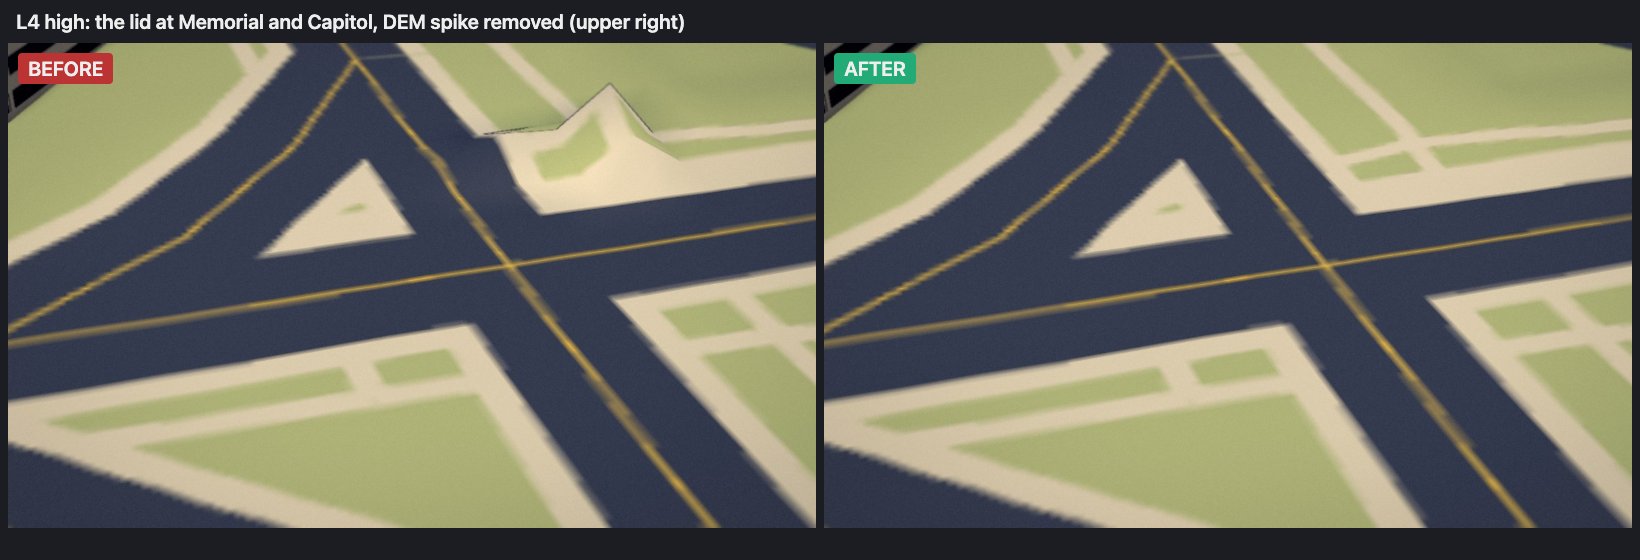 L4 high: the lid at Memorial and Capitol, DEM spike removed (upper right)
BEFORE
AFTER